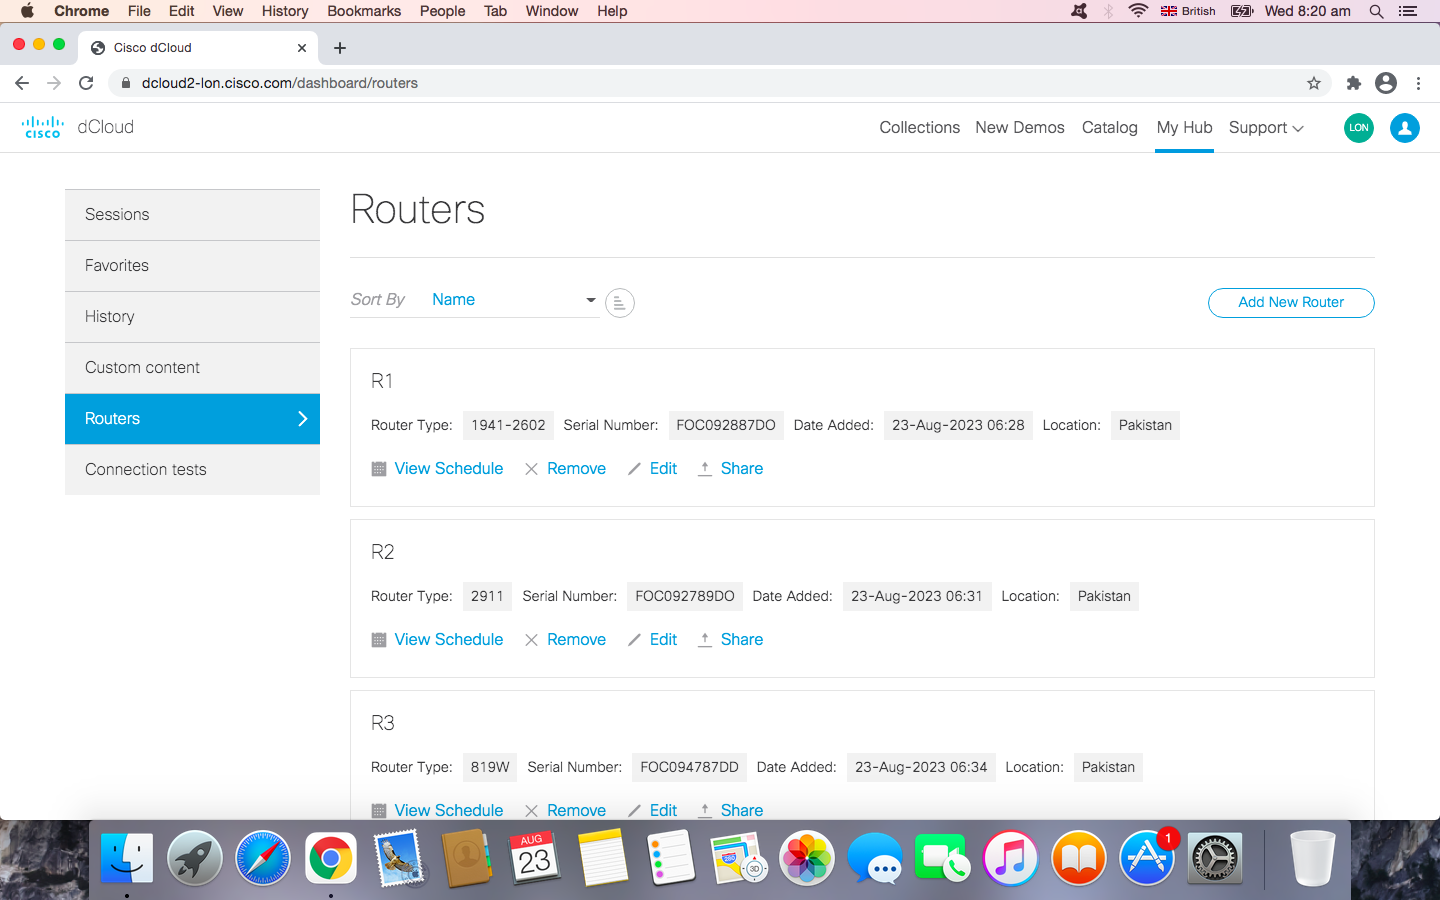 Chrome File Edit View History Bookmarks People Tab Window Help British Wed 8:20 am
Cisco dCloud
dcloud2-lon.cisco.com/dashboard/routers
CISCO dCloud Collections New Demos Catalog My Hub Support LON
Sessions
Favorites
History
Custom content
Routers
Connection tests
Routers
Sort By Name Add New Router
R1
Router Type: 1941-2602 Serial Number: FOC092887DO Date Added: 23-Aug-2023 06:28 Location: Pakistan
View Schedule Remove Edit Share
R2
Router Type: 2911 Serial Number: FOC092789DO Date Added: 23-Aug-2023 06:31 Location: Pakistan
View Schedule Remove Edit Share
R3
Router Type: 819W Serial Number: FOC094787DD Date Added: 23-Aug-2023 06:34 Location: Pakistan
View Schedule Remove Edit Share
AUG
23
280
3D
1